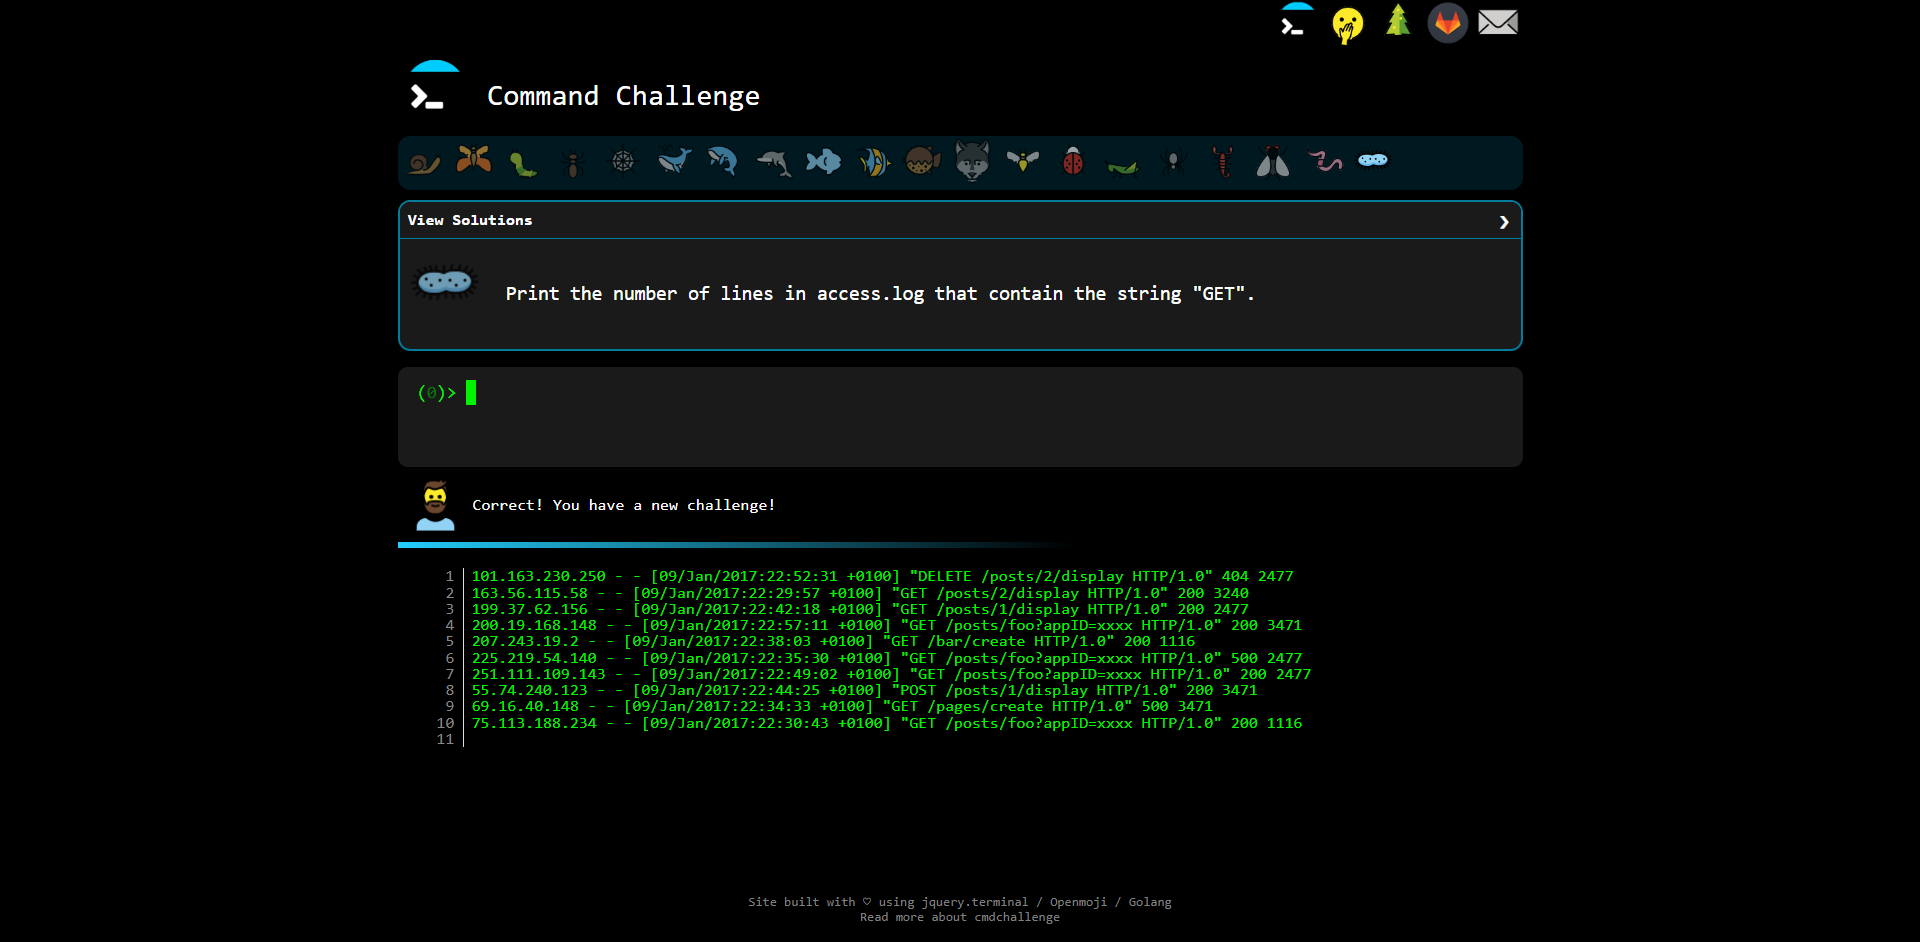 Command Challenge
View Solutions ❯
Print the number of lines in access.log that contain the string "GET".
(0)>
Correct! You have a new challenge!
1 101.163.230.250 - - [09/Jan/2017:22:52:31 +0100] "DELETE /posts/2/display HTTP/1.0" 404 2477
2 163.56.115.58 - - [09/Jan/2017:22:29:57 +0100] "GET /posts/2/display HTTP/1.0" 200 3240
3 199.37.62.156 - - [09/Jan/2017:22:42:18 +0100] "GET /posts/1/display HTTP/1.0" 200 2477
4 200.19.168.148 - - [09/Jan/2017:22:57:11 +0100] "GET /posts/foo?appID=xxxx HTTP/1.0" 200 3471
5 207.243.19.2 - - [09/Jan/2017:22:38:03 +0100] "GET /bar/create HTTP/1.0" 200 1116
6 225.219.54.140 - - [09/Jan/2017:22:35:30 +0100] "GET /posts/foo?appID=xxxx HTTP/1.0" 500 2477
7 251.111.109.143 - - [09/Jan/2017:22:49:02 +0100] "GET /posts/foo?appID=xxxx HTTP/1.0" 200 2477
8 55.74.240.123 - - [09/Jan/2017:22:44:25 +0100] "POST /posts/1/display HTTP/1.0" 200 3471
9 69.16.40.148 - - [09/Jan/2017:22:34:33 +0100] "GET /pages/create HTTP/1.0" 500 3471
10 75.113.188.234 - - [09/Jan/2017:22:30:43 +0100] "GET /posts/foo?appID=xxxx HTTP/1.0" 200 1116
11
Site built with ♡ using jquery.terminal / Openmoji / Golang
Read more about cmdchallenge